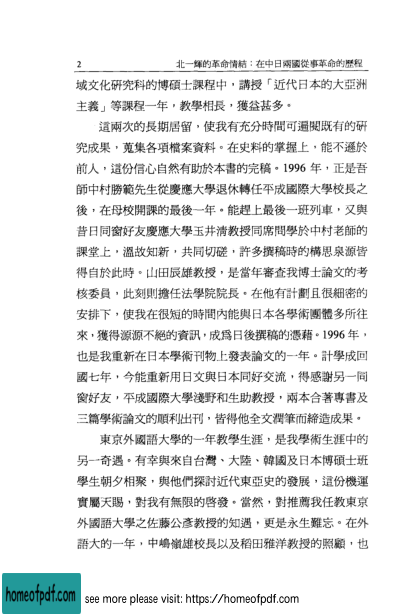 2 北一輝的革命情結：在中日兩國從事革命的歷程
域文化研究科的博碩士課程中，講授「近代日本的大亞洲
主義」等課程一年，教學相長，獲益甚多。
這兩次的長期居留，使我有充分時間可遍閱既有的研
究成果，蒐集各項檔案資料。在史料的掌握上，能不遜於
前人，這份信心自然有助於本書的完稿。1996 年，正是吾
師中村勝範先生從慶應大學退休轉任平成國際大學校長之
後，在母校開課的最後一年。能趕上最後一班列車，又與
昔日同窗好友慶應大學玉井清教授同席問學於中村老師的
課堂上，溫故知新，共同切磋，許多撰稿時的構思泉源皆
得自於此時。山田辰雄教授，是當年審查我博士論文的考
核委員，此刻則擔任法學院院長。在他有計劃且很細密的
安排下，使我在很短的時間內能與日本各學術團體多所往
來，獲得源源不絕的資訊，成爲日後撰稿的憑藉。1996 年，
也是我重新在日本學術刊物上發表論文的一年。計學成回
國七年，今能重新用日文與日本同好交流，得感謝另一同
窗好友，平成國際大學淺野和生助教授，兩本合著專書及
三篇學術論文的順利出刊，皆得他全文潤筆而締造成果。
東京外國語大學的一年教學生涯，是我學術生涯中的
另一奇遇。有幸與來自台灣、大陸、韓國及日本博碩士班
學生朝夕相聚，與他們探討近代東亞史的發展，這份機運
實屬天賜，對我有無限的啓發。當然，對推薦我任教東京
外國語大學之佐藤公彥教授的知遇，更是永生難忘。在外
語大的一年，中嶋嶺雄校長以及稻田雅洋教授的照顧，也
homeofpdf.com
see more please visit: https://homeofpdf.com